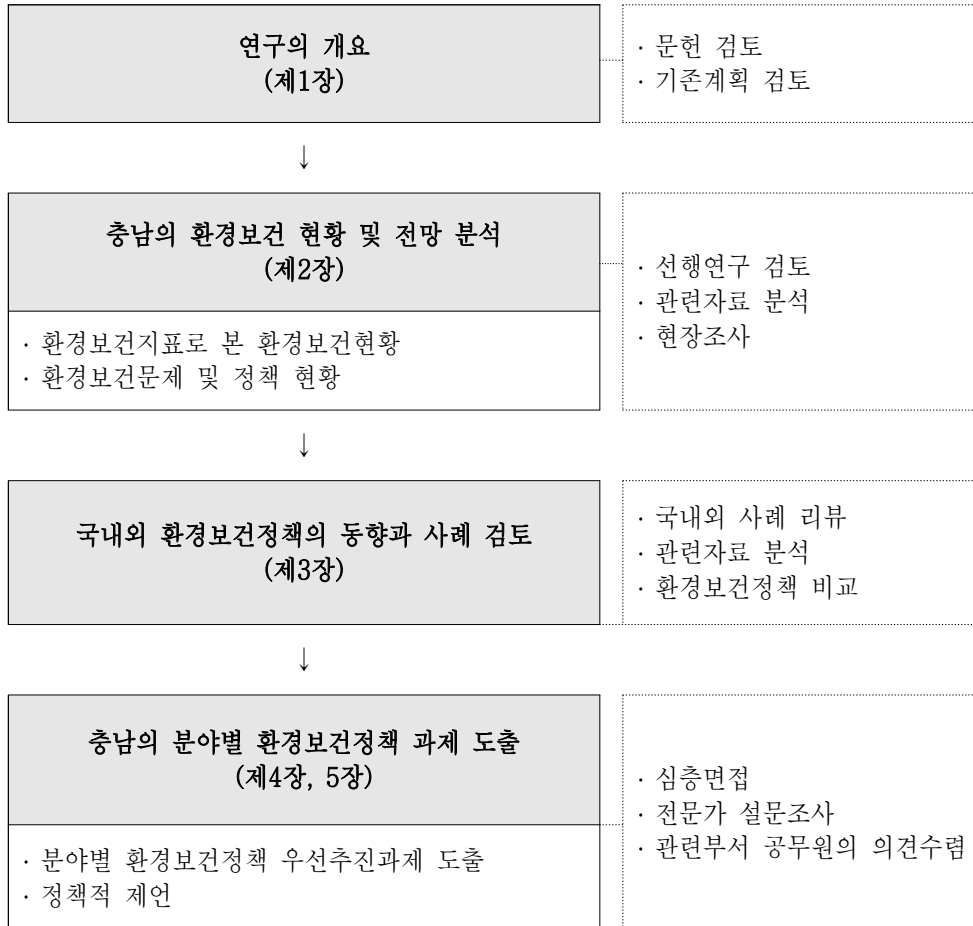 연구의 개요
(제1장)
· 문헌 검토
· 기존계획 검토
↓
충남의 환경보건 현황 및 전망 분석
(제2장)
· 환경보건지표로 본 환경보건현황
· 환경보건문제 및 정책 현황
· 선행연구 검토
· 관련자료 분석
· 현장조사
↓
국내외 환경보건정책의 동향과 사례 검토
(제3장)
· 국내외 사례 리뷰
· 관련자료 분석
· 환경보건정책 비교
↓
충남의 분야별 환경보건정책 과제 도출
(제4장, 5장)
· 분야별 환경보건정책 우선추진과제 도출
· 정책적 제언
· 심층면접
· 전문가 설문조사
· 관련부서 공무원의 의견수렴